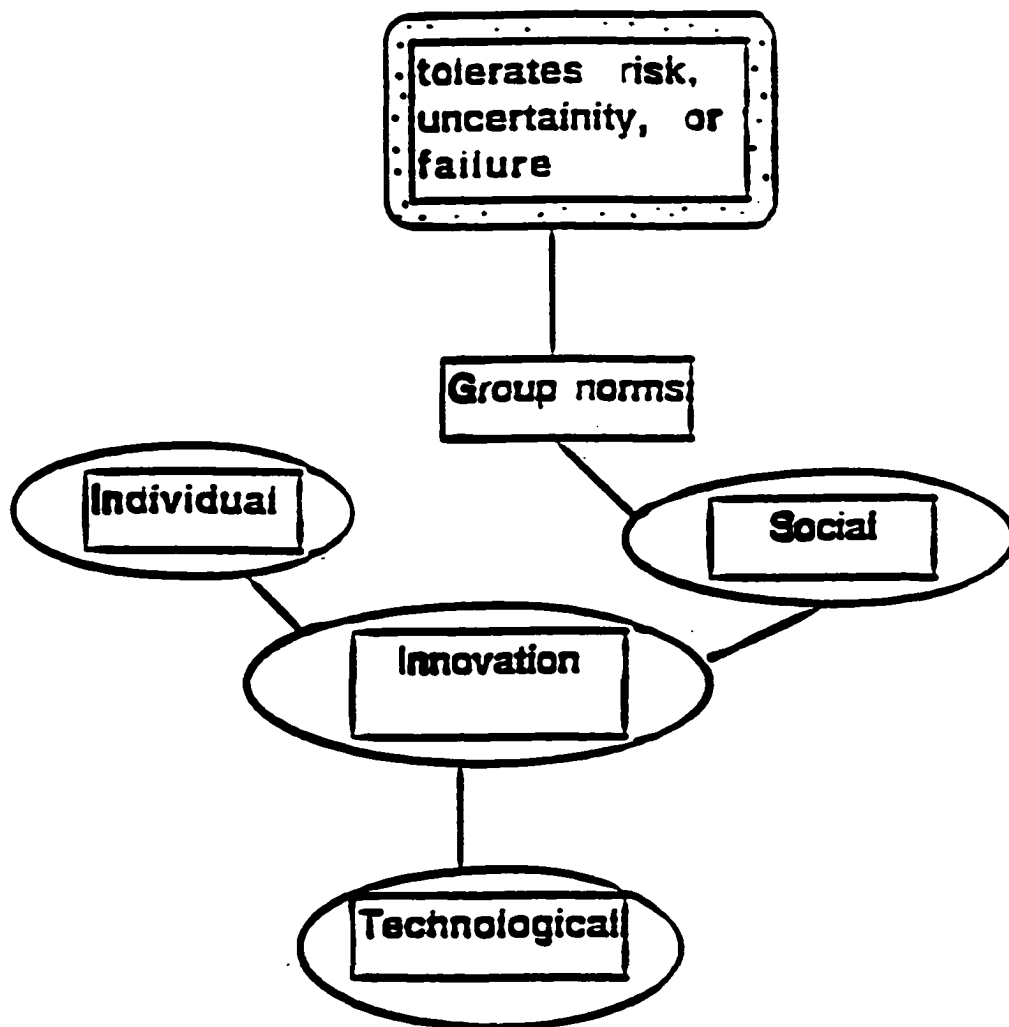 tolerates risk,
uncertainity, or
failure
Group norms
Individual
Social
Innovation
Technological